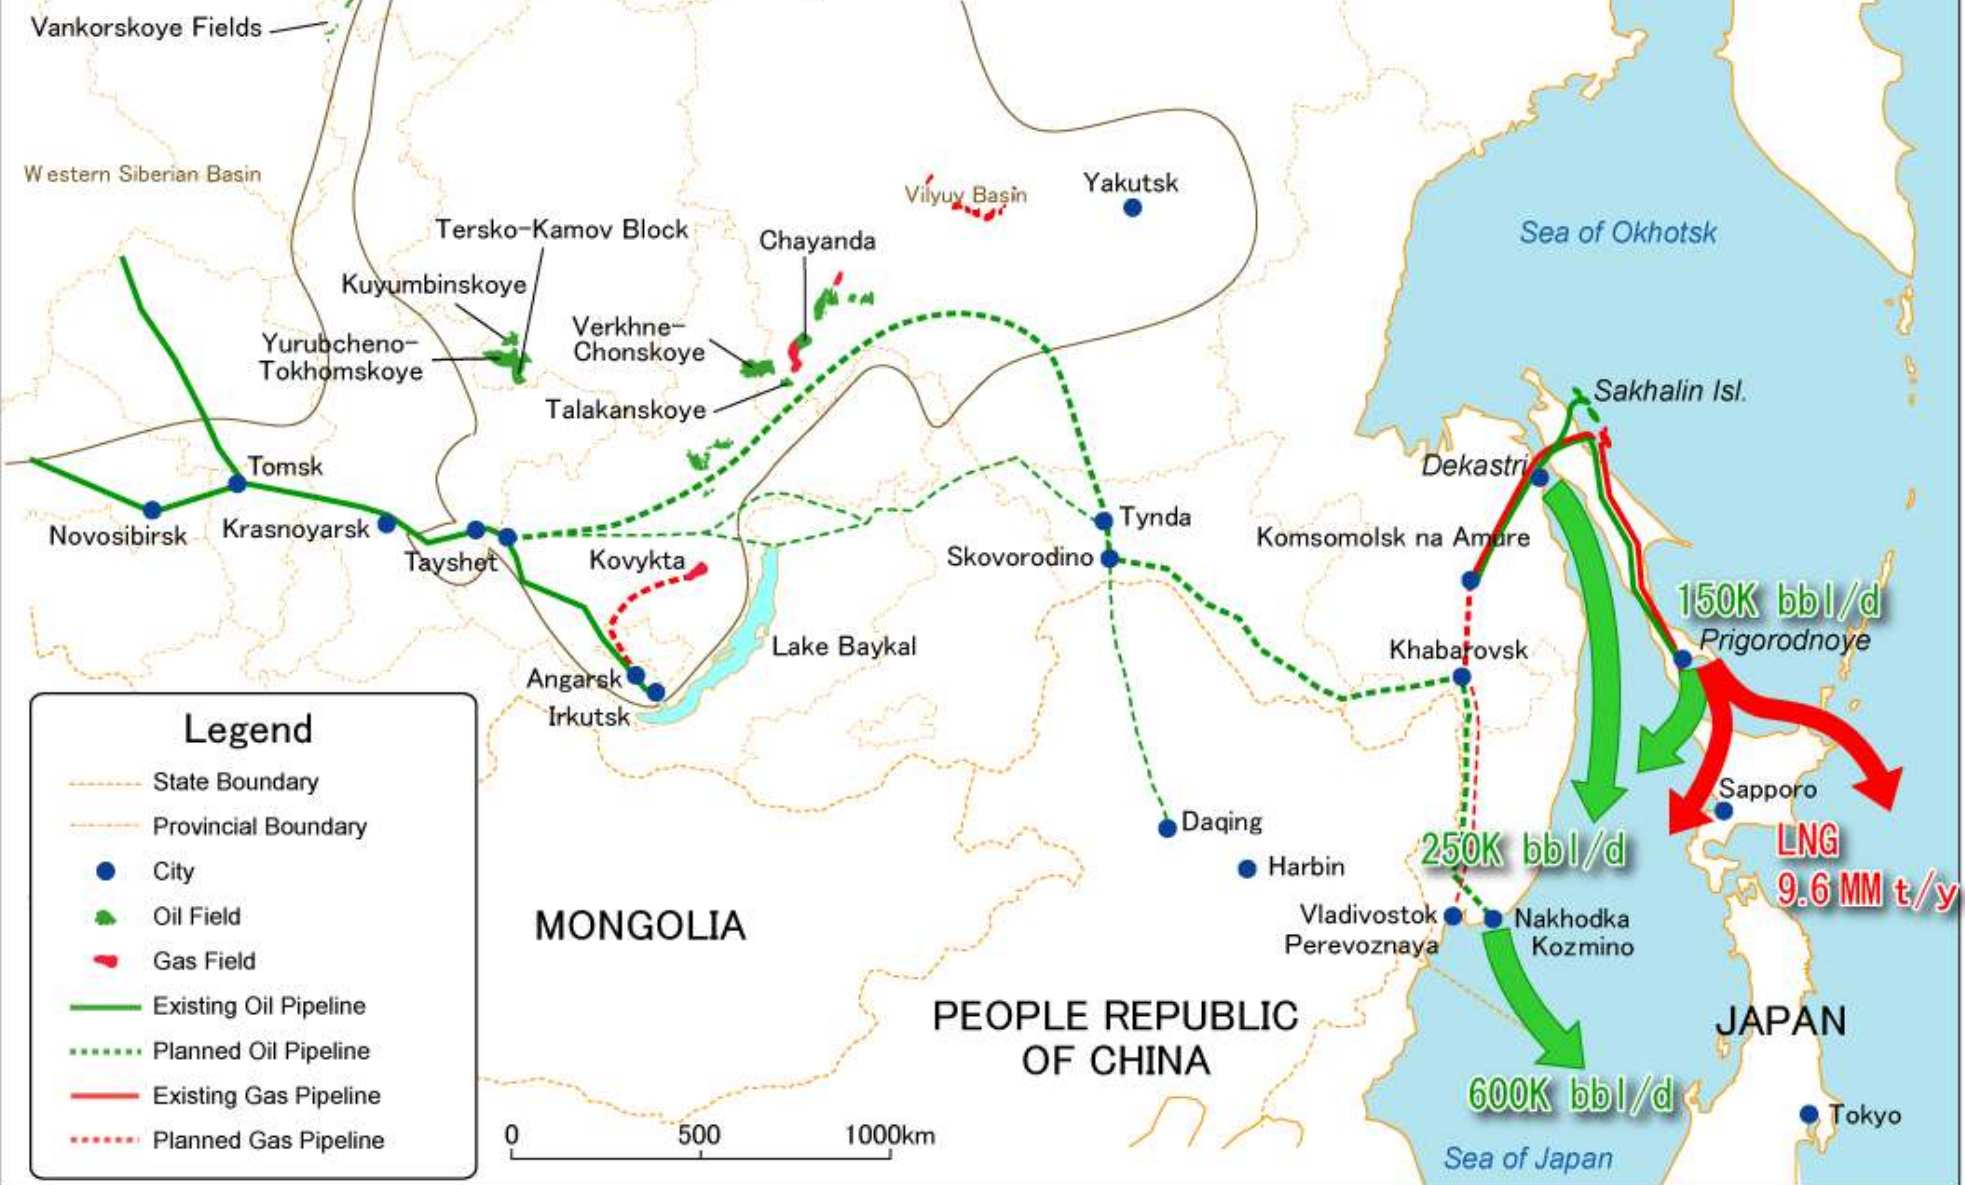 Vankorskoye Fields
Western Siberian Basin
Vilyuy Basin
Yakutsk
Sea of Okhotsk
Tersko-Kamov Block
Chayanda
Kuyumbinskoye
Verkhne-
Chonskoye
Yurubcheno-
Tokhomskoye
Talakanskoye
Sakhalin Isl.
Tomsk
Dekastri
Novosibirsk
Krasnoyarsk
Tayshet
Kovykta
Tynda
Skovorodino
Komsomolsk na Amure
150K bbl/d
Prigorodnoye
Lake Baykal
Khabarovsk
Angarsk
Irkutsk
Legend
State Boundary
Provincial Boundary
City
Oil Field
Gas Field
Existing Oil Pipeline
Planned Oil Pipeline
Existing Gas Pipeline
Planned Gas Pipeline
Sapporo
Daqing
250K bbl/d
LNG
9.6 MM t/y
Harbin
MONGOLIA
Vladivostok
Perevoznaya
Nakhodka
Kozmino
PEOPLE REPUBLIC
OF CHINA
JAPAN
600K bbl/d
Tokyo
0 500 1000km
Sea of Japan